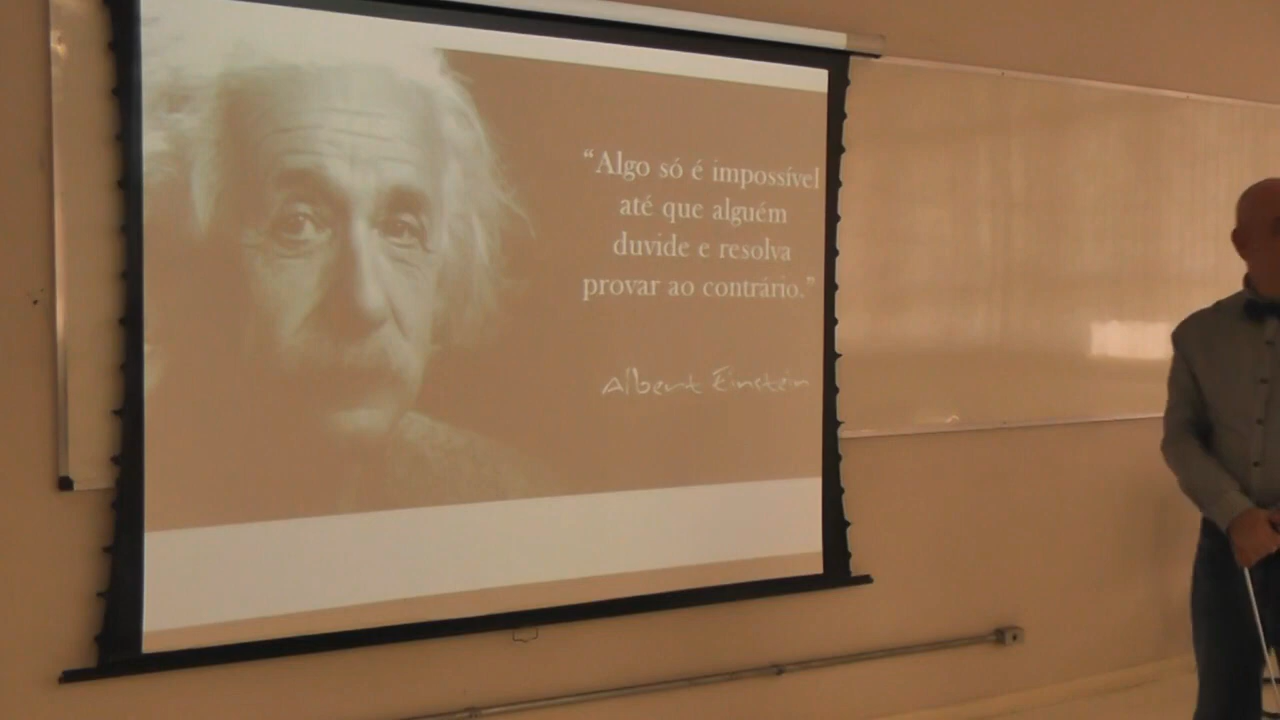 “Algo só é impossível
até que alguém
duvide e resolva
provar ao contrário.”
Albert Einstein